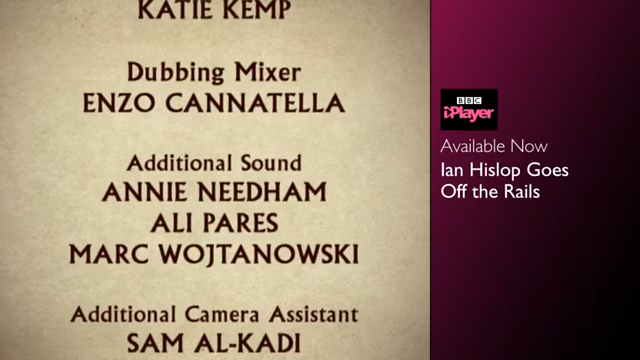 KATIE KEMP
Dubbing Mixer
ENZO CANNATELLA
Additional Sound
ANNIE NEEDHAM
ALI PARES
MARC WOJTANOWSKI
Additional Camera Assistant
SAM AL-KADI
BBC
iPlayer
Available Now
Ian Hislop Goes
Off the Rails